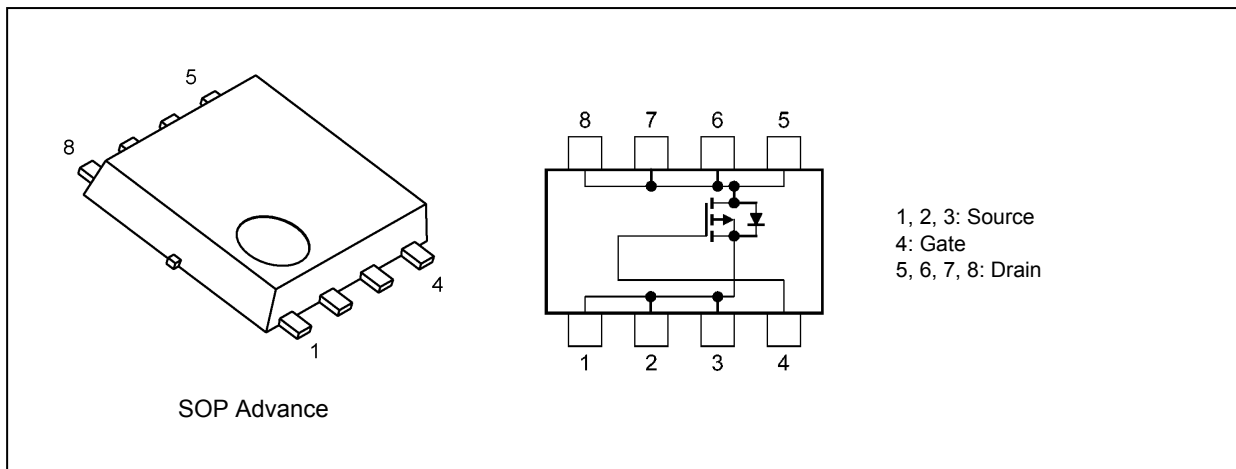 5
8
4
1
SOP Advance
8 7 6 5
1 2 3 4
1, 2, 3: Source
4: Gate
5, 6, 7, 8: Drain